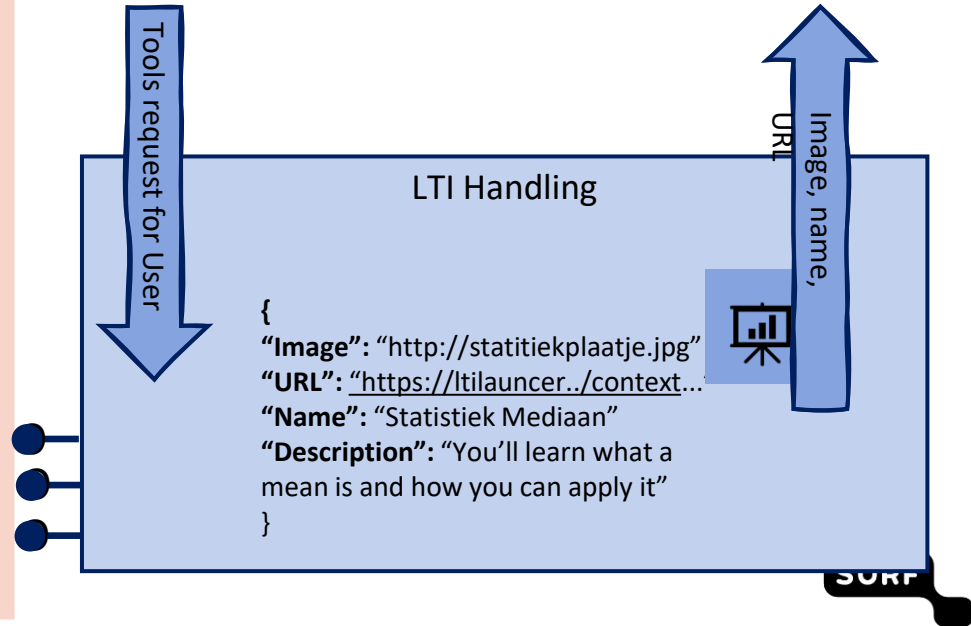 Tools request for User
Image, name,
URL
LTI Handling
{
“Image”: “http://statitiekplaatje.jpg”
“URL”: “https://ltilauncer../context...
“Name”: “Statistiek Mediaan”
“Description”: “You’ll learn what a
mean is and how you can apply it”
}
SURF